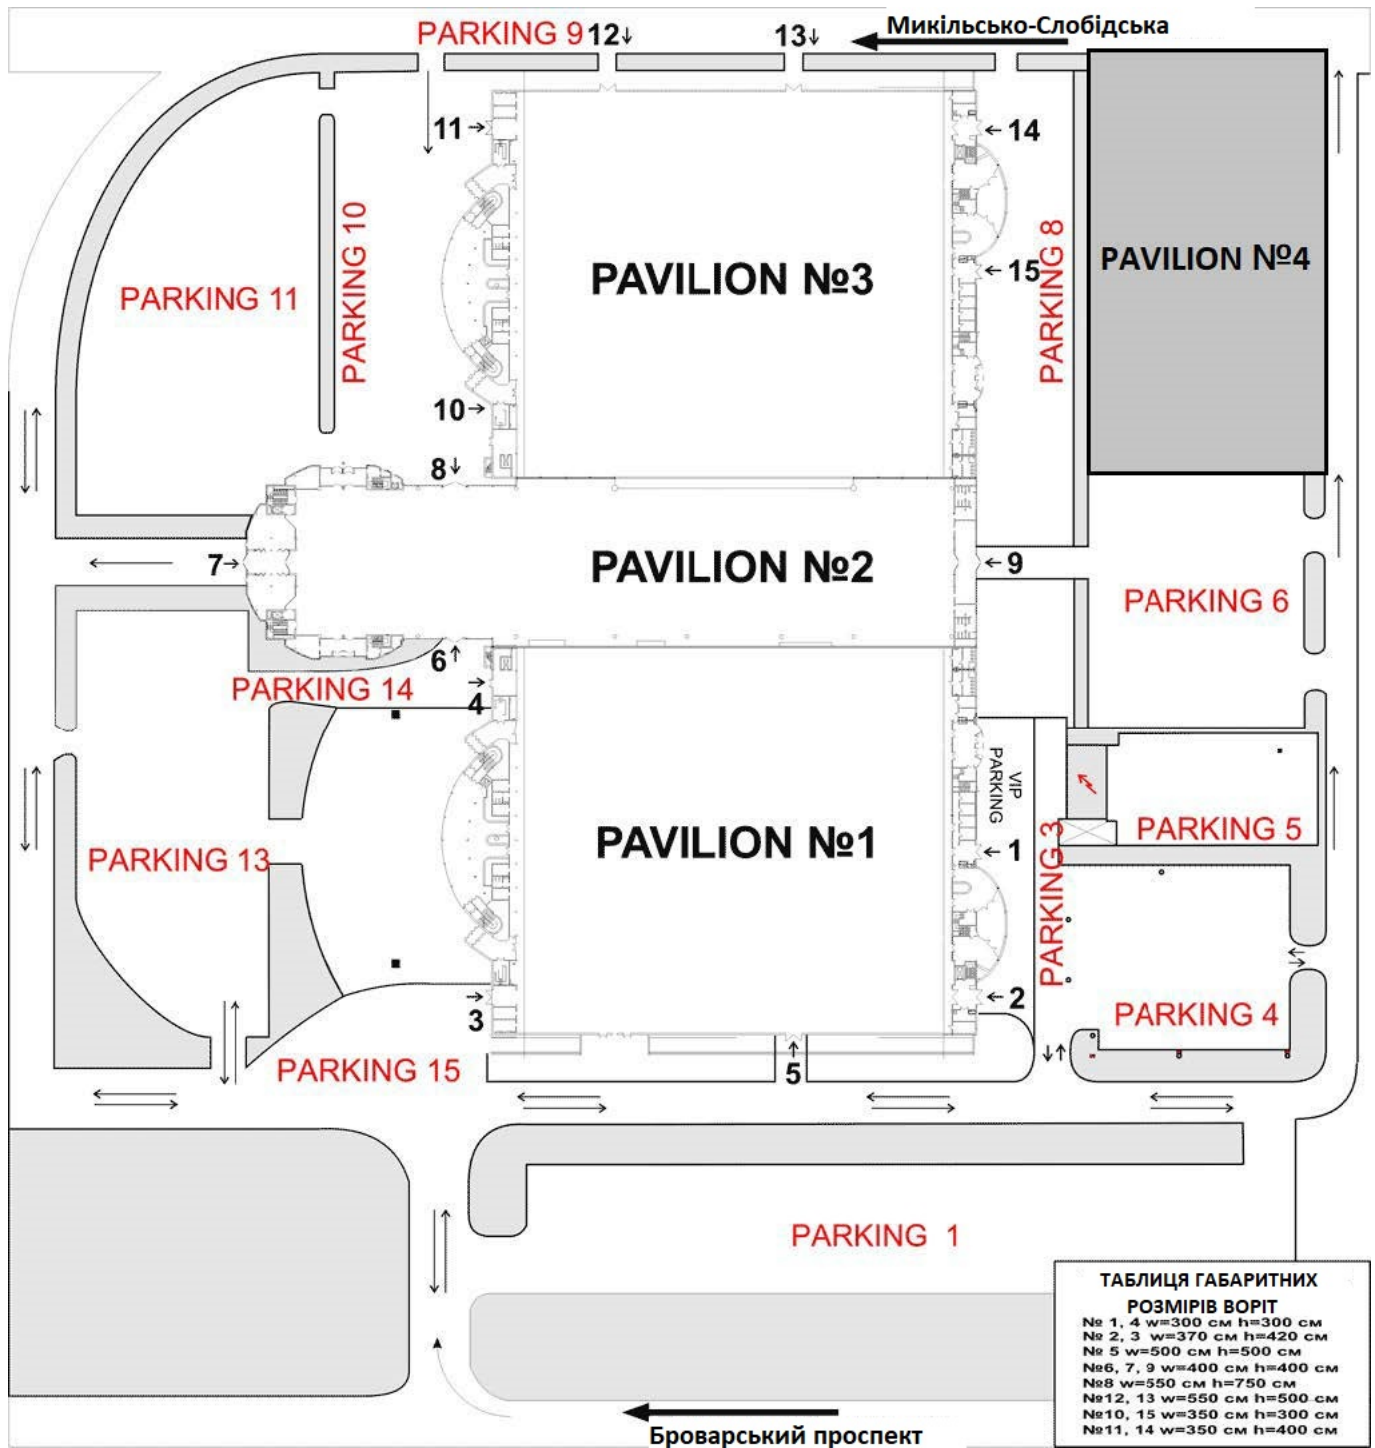 Микільсько-Слобідська
PARKING 9
12
13
11
14
PARKING 10
PARKING 8
PAVILION №4
PAVILION №3
15
PARKING 11
10
8
7
PAVILION №2
9
PARKING 6
6
PARKING 14
4
VIP
PARKING
PARKING 5
PAVILION №1
1
PARKING 13
PARKING 3
2
3
PARKING 4
PARKING 15
5
PARKING 1
ТАБЛИЦЯ ГАБАРИТНИХ
РОЗМІРІВ ВОРІТ
№ 1, 4 w=300 см h=300 см
№ 2, 3 w=370 см h=420 см
№ 5 w=500 см h=500 см
№6, 7, 9 w=400 см h=400 см
№8 w=550 см h=750 см
№12, 13 w=550 см h=500 см
№10, 15 w=350 см h=300 см
№11, 14 w=350 см h=400 см
Броварський проспект